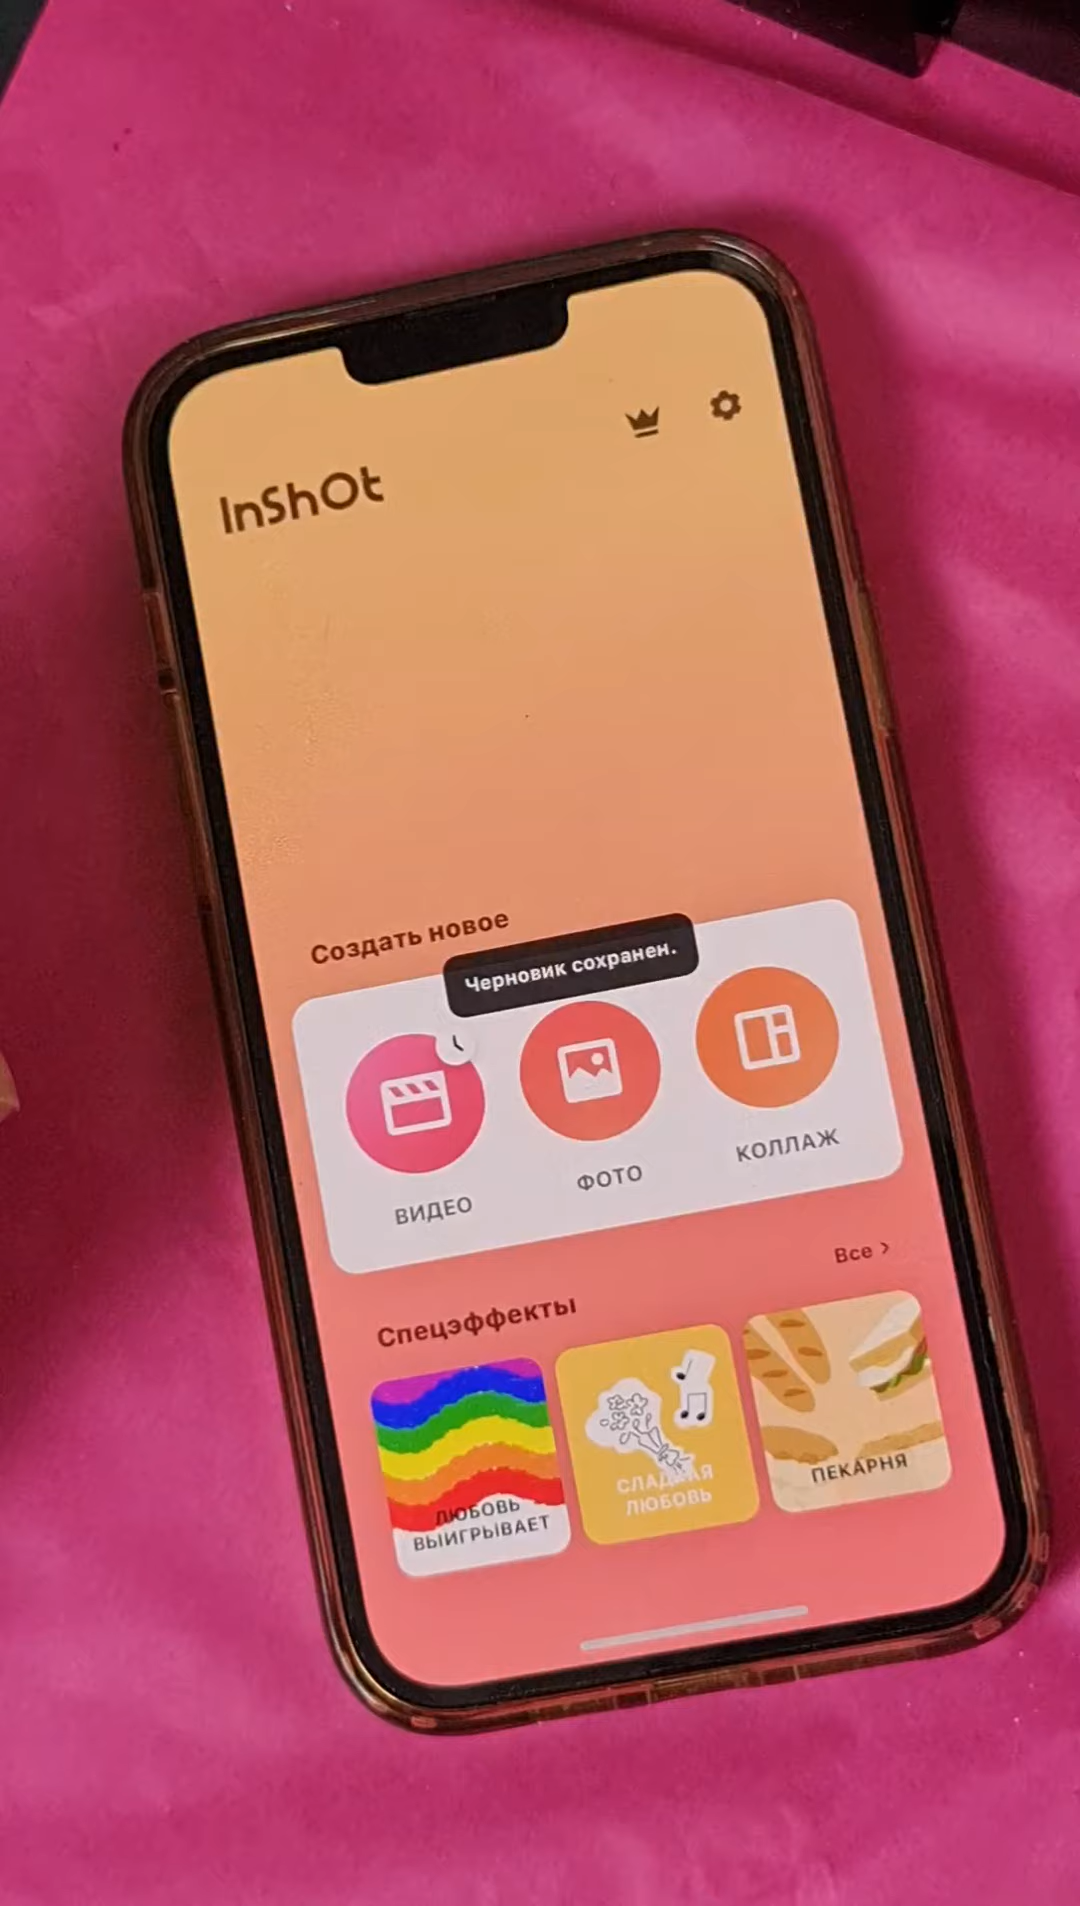 InShOt
Создать новое
Черновик сохранен.
ВИДЕО
ФОТО
КОЛЛАЖ
Все >
Спецэффекты
ЛЮБОВЬ
ВЫИГРЫВАЕТ
СЛАДКАЯ
ЛЮБОВЬ
ПЕКАРНЯ